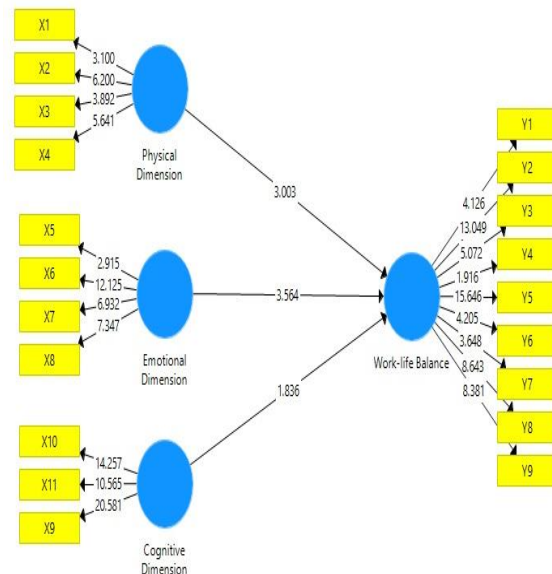 X1
X2
X3
X4
3.100
6.200
3.892
5.641
Physical
Dimension
3.003
X5
X6
X7
X8
2.915
12.125
6.932
7.347
Emotional
Dimension
3.564
X10
X11
X9
14.257
10.565
20.581
Cognitive
Dimension
1.836
Work-life Balance
4.126
13.049
5.072
1.916
15.646
4.205
3.648
8.643
8.381
Y1
Y2
Y3
Y4
Y5
Y6
Y7
Y8
Y9